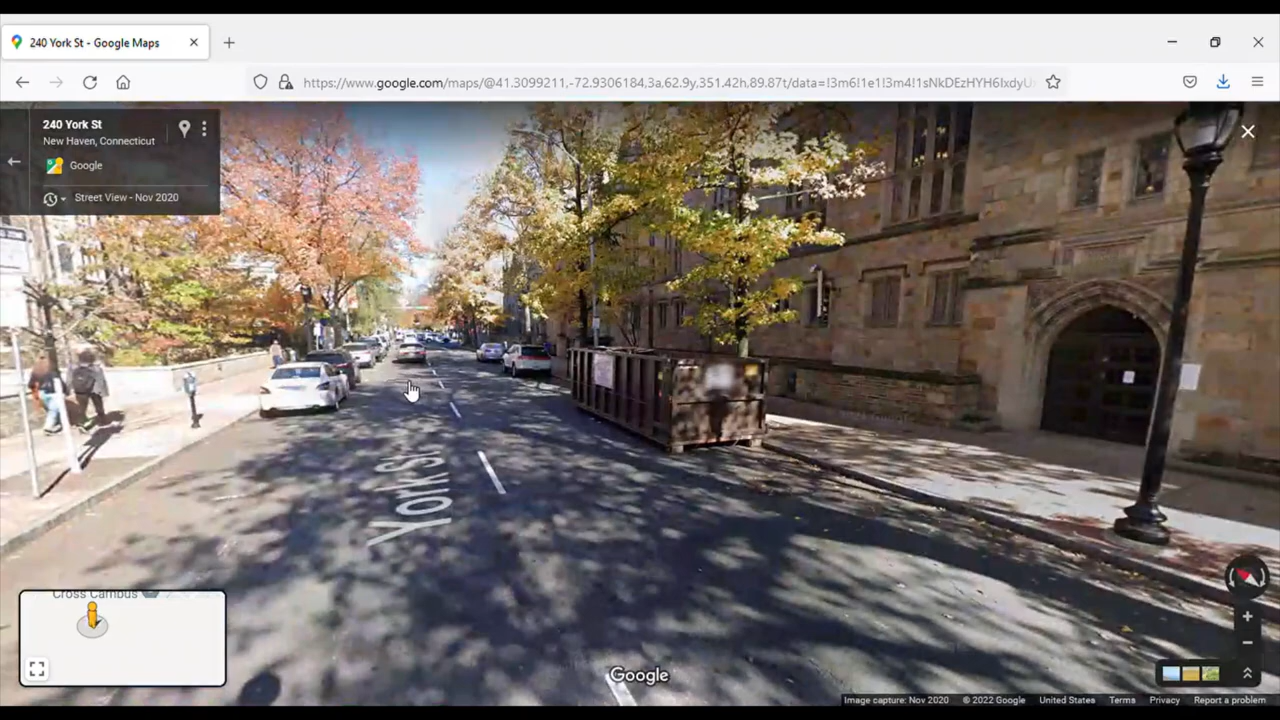 240 York St - Google Maps
https://www.google.com/maps/@41.3099211,-72.9306184,3a,62.9y,351.42h,89.87t/data=!3m6!1e1!3m4!1sNkDEzHYH6IxdyU
240 York St
New Haven, Connecticut
Google
Street View - Nov 2020
York St
Cross Campus
Google
Image capture: Nov 2020 © 2022 Google United States Terms Privacy Report a problem